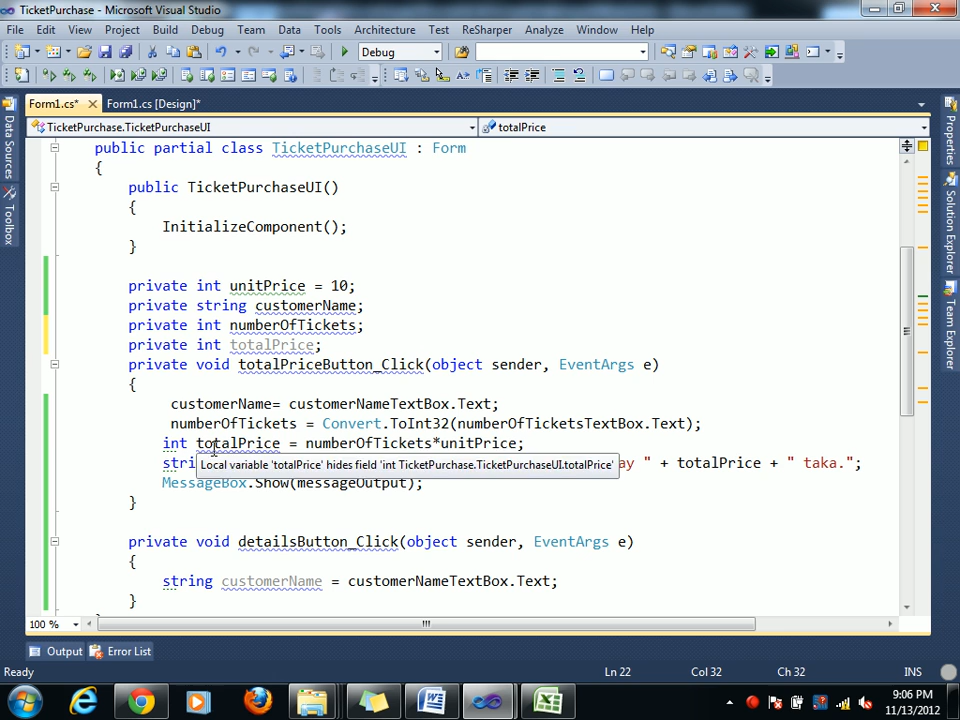 TicketPurchase - Microsoft Visual Studio
File Edit View Project Build Debug Team Data Tools Architecture Test ReSharper Analyze Window Help
Debug
Form1.cs* Form1.cs [Design]*
TicketPurchase.TicketPurchaseUI totalPrice
public partial class TicketPurchaseUI : Form
{
public TicketPurchaseUI()
{
InitializeComponent();
}
private int unitPrice = 10;
private string customerName;
private int numberOfTickets;
private int totalPrice;
private void totalPriceButton_Click(object sender, EventArgs e)
{
customerName= customerNameTextBox.Text;
numberOfTickets = Convert.ToInt32(numberOfTicketsTextBox.Text);
int totalPrice = numberOfTickets*unitPrice;
Local variable 'totalPrice' hides field 'int TicketPurchase.TicketPurchaseUI.totalPrice'
" + totalPrice + " taka.";
MessageBox.Show(messageOutput);
}
private void detailsButton_Click(object sender, EventArgs e)
{
string customerName = customerNameTextBox.Text;
}
100 %
Output Error List
Ready Ln 22 Col 32 Ch 32 INS
9:06 PM
11/13/2012
Data Sources
Toolbox
Properties
Solution Explorer
Team Explorer